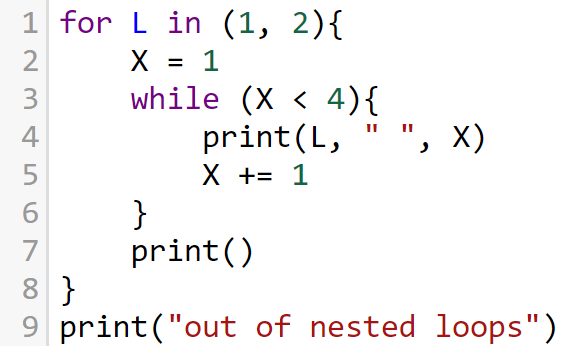 1 for L in (1, 2){
2     X = 1
3     while (X < 4){
4         print(L, " ", X)
5         X += 1
6     }
7     print()
8 }
9 print("out of nested loops")